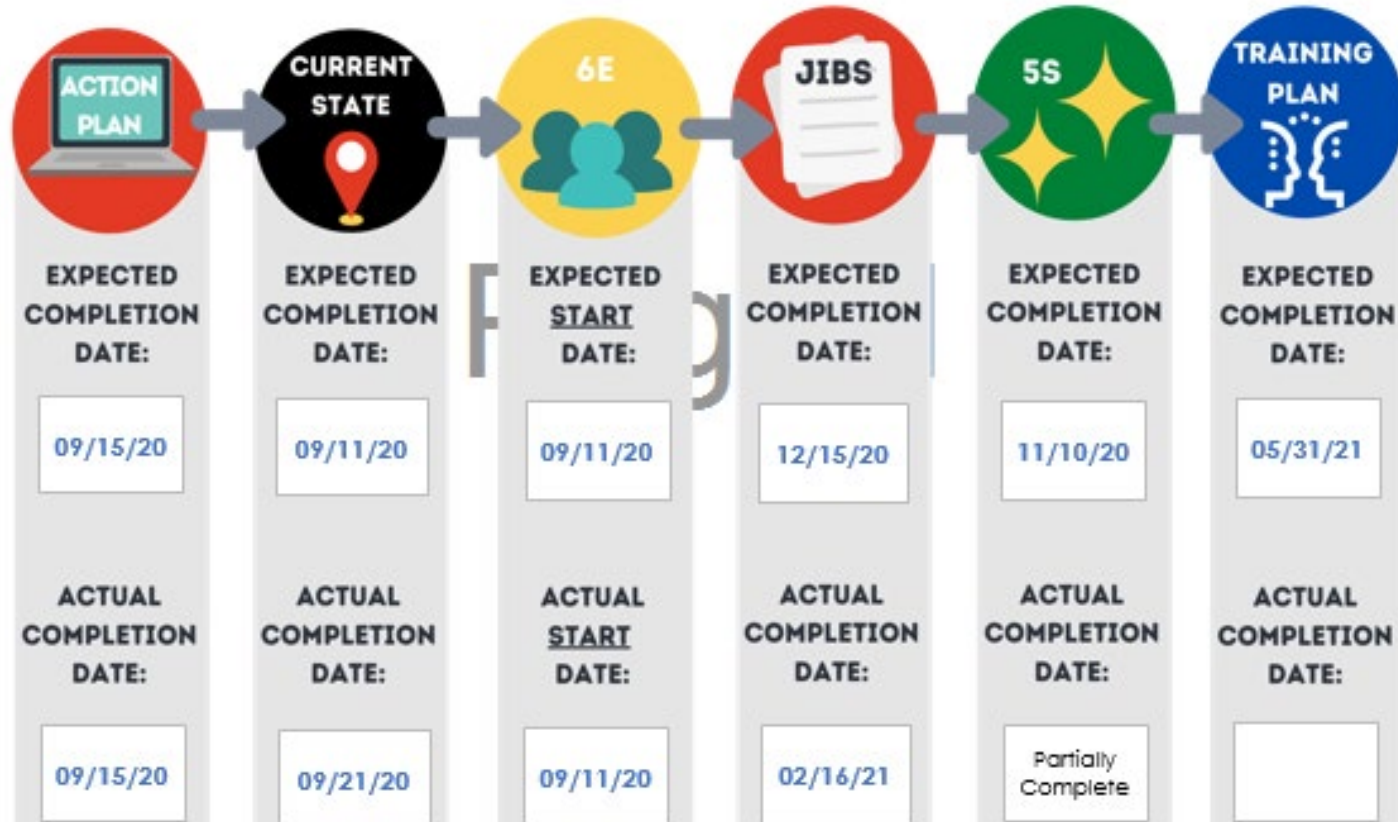 ACTION
PLAN
CURRENT
STATE
6E
JIBS
5S
TRAINING
PLAN
EXPECTED
COMPLETION
DATE:
09/15/20
ACTUAL
COMPLETION
DATE:
09/15/20
EXPECTED
COMPLETION
DATE:
09/11/20
ACTUAL
COMPLETION
DATE:
09/21/20
EXPECTED
START
DATE:
09/11/20
ACTUAL
START
DATE:
09/11/20
EXPECTED
COMPLETION
DATE:
12/15/20
ACTUAL
COMPLETION
DATE:
02/16/21
EXPECTED
COMPLETION
DATE:
11/10/20
ACTUAL
COMPLETION
DATE:
Partially
Complete
EXPECTED
COMPLETION
DATE:
05/31/21
ACTUAL
COMPLETION
DATE: